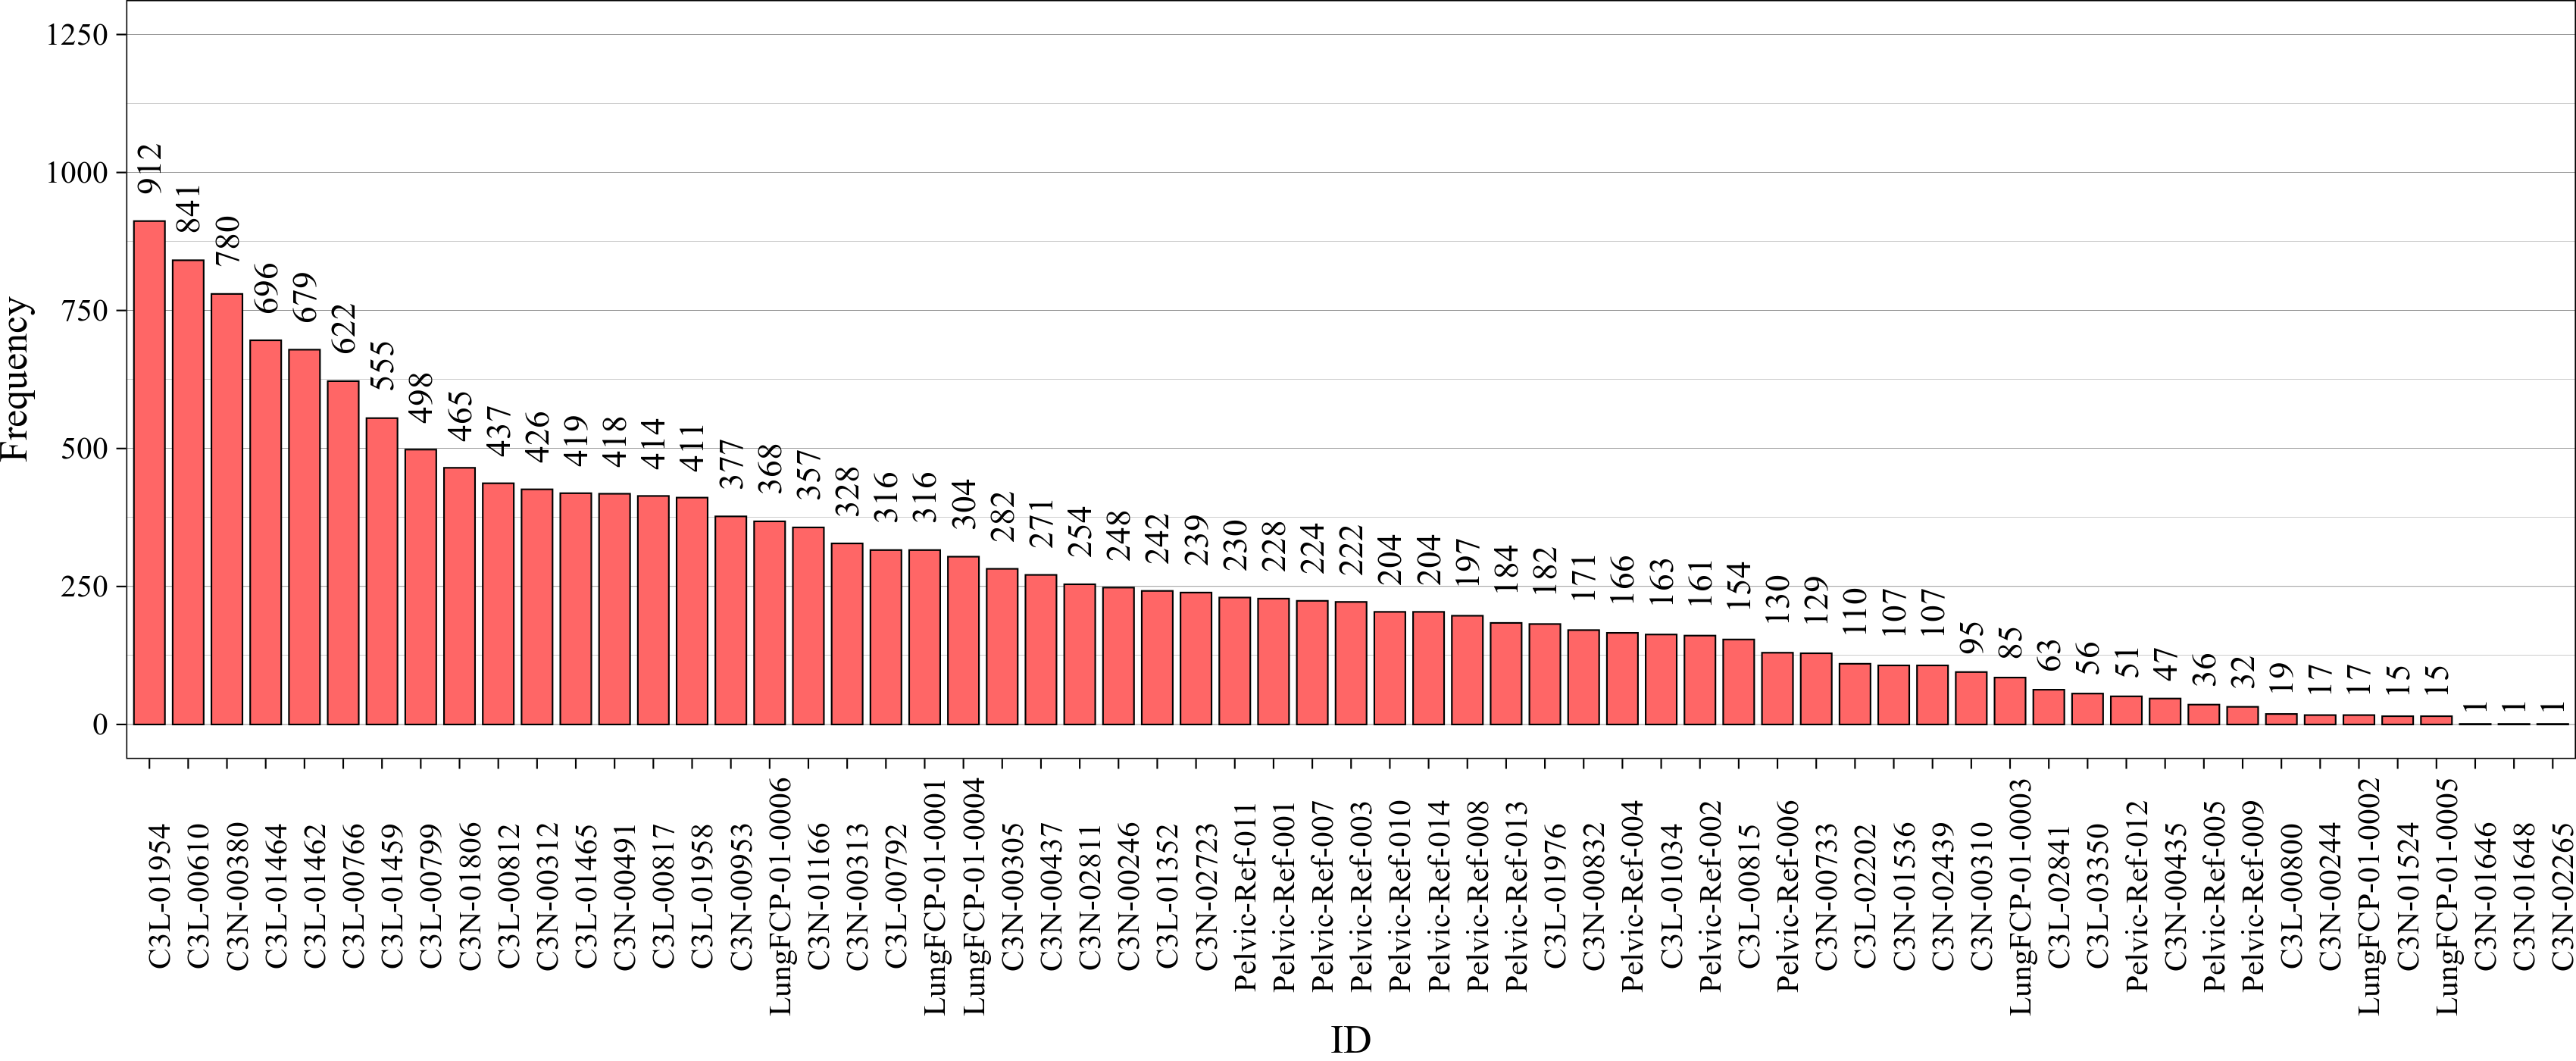 Frequency
1250
1000
750
500
250
0
912
841
780
696
679
622
555
498
465
437
426
419
418
414
411
377
368
357
328
316
316
304
282
271
254
248
242
239
230
228
224
222
204
204
197
184
182
171
166
163
161
154
130
129
110
107
107
95
85
63
56
51
47
36
32
19
17
17
15
15
1
1
1
C3L-01954
C3L-00610
C3N-00380
C3L-01464
C3L-01462
C3L-00766
C3L-01459
C3L-00799
C3N-01806
C3L-00812
C3N-00312
C3L-01465
C3N-00491
C3L-00817
C3L-01958
C3N-00953
LungFCP-01-0006
C3N-01166
C3N-00313
C3L-00792
LungFCP-01-0001
LungFCP-01-0004
C3N-00305
C3N-00437
C3N-02811
C3N-00246
C3L-01352
C3N-02723
Pelvic-Ref-011
Pelvic-Ref-001
Pelvic-Ref-007
Pelvic-Ref-003
Pelvic-Ref-010
Pelvic-Ref-014
Pelvic-Ref-008
Pelvic-Ref-013
C3L-01976
C3N-00832
Pelvic-Ref-004
C3L-01034
Pelvic-Ref-002
C3L-00815
Pelvic-Ref-006
C3N-00733
C3L-02202
C3N-01536
C3N-02439
C3N-00310
LungFCP-01-0003
C3L-02841
C3L-03350
Pelvic-Ref-012
C3N-00435
Pelvic-Ref-005
Pelvic-Ref-009
C3L-00800
C3N-00244
LungFCP-01-0002
C3N-01524
LungFCP-01-0005
C3N-01646
C3N-01648
C3N-02265
ID